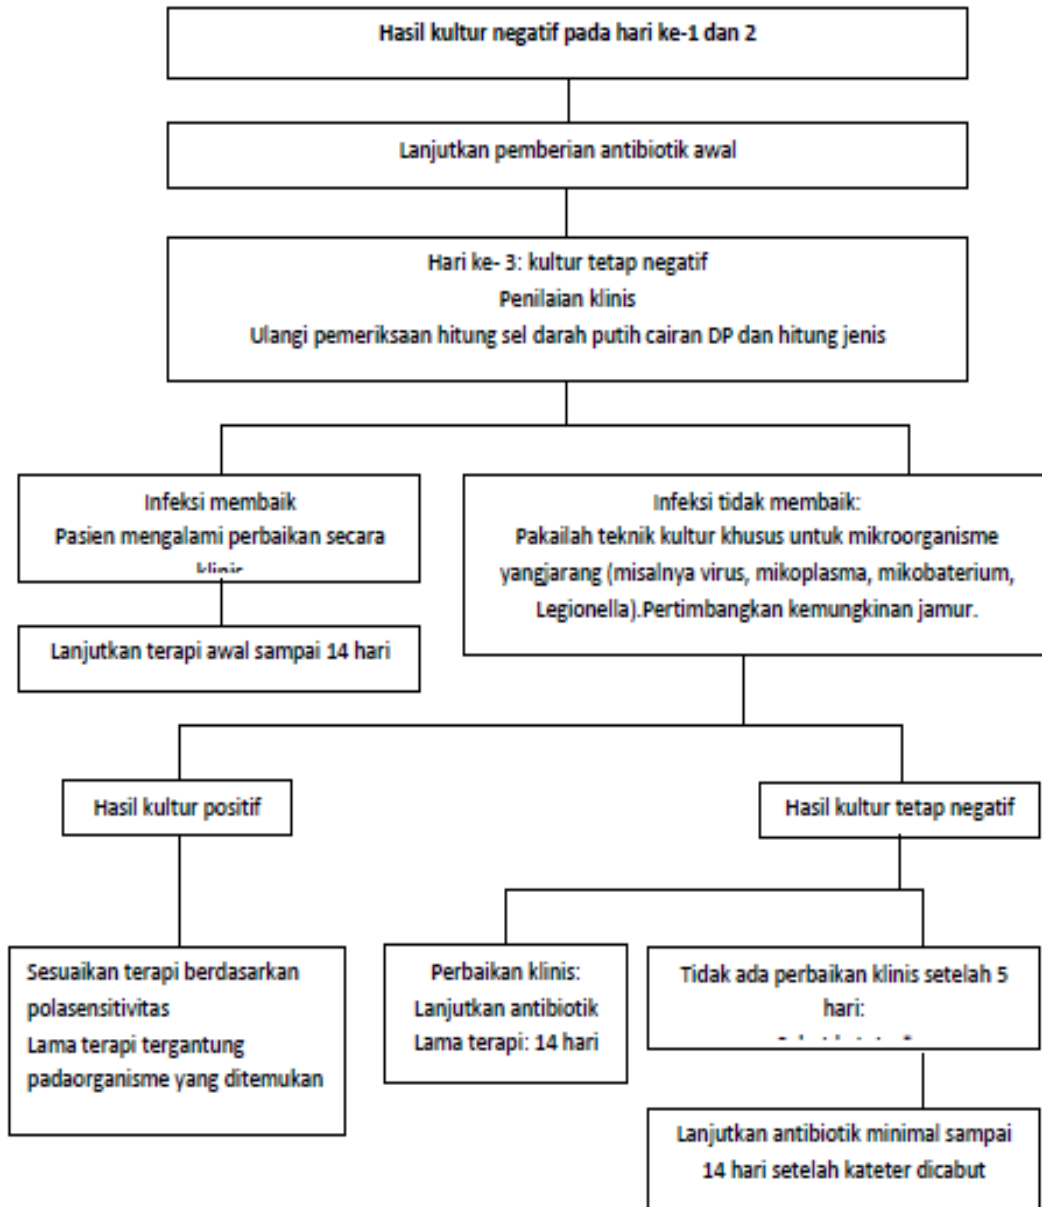 Hasil kultur negatif pada hari ke-1 dan 2
Lanjutkan pemberian antibiotik awal
Hari ke- 3: kultur tetap negatif
Penilaian klinis
Ulangi pemeriksaan hitung sel darah putih cairan DP dan hitung jenis
Infeksi membaik
Pasien mengalami perbaikan secara
klinis
Lanjutkan terapi awal sampai 14 hari
Infeksi tidak membaik:
Pakailah teknik kultur khusus untuk mikroorganisme
yangjarang (misalnya virus, mikoplasma, mikobaterium,
Legionella).Pertimbangkan kemungkinan jamur.
Hasil kultur positif
Hasil kultur tetap negatif
Sesuaikan terapi berdasarkan
polasensitivitas
Lama terapi tergantung
padaorganisme yang ditemukan
Perbaikan klinis:
Lanjutkan antibiotik
Lama terapi: 14 hari
Tidak ada perbaikan klinis setelah 5
hari:
Lanjutkan antibiotik minimal sampai
14 hari setelah kateter dicabut